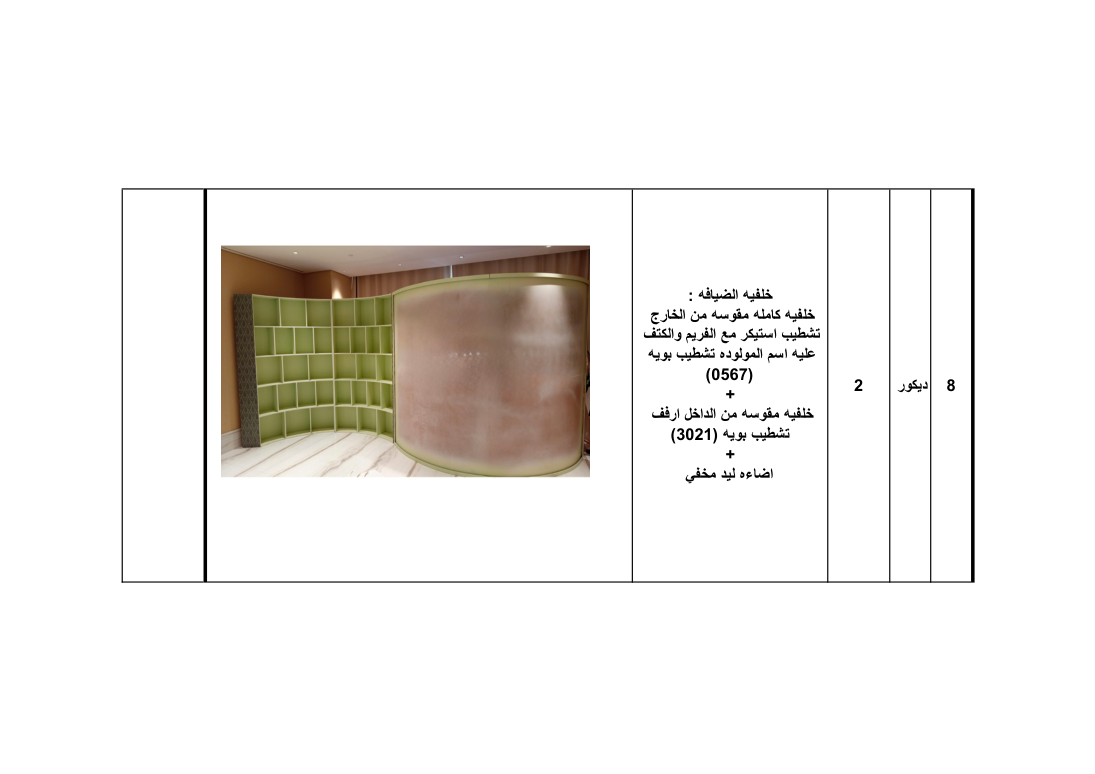 8
ديكور
2
خلفيه الضيافه :
خلفيه كامله مقوسه من الخارج
تشطيب استيكر مع الفريم والكتف
عليه اسم المولوده تشطيب بويه
(0567)
+
خلفيه مقوسه من الداخل ارفف
تشطيب بويه (3021)
+
اضاءه ليد مخفي